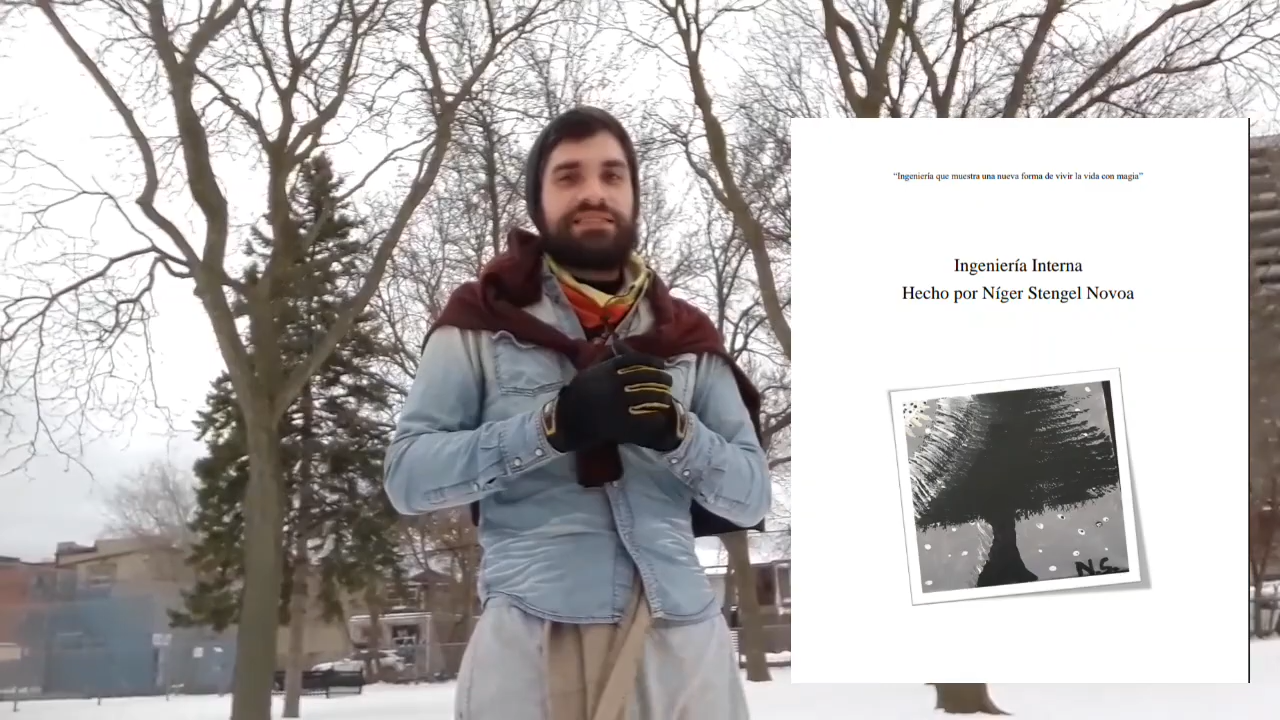 “Ingeniería que muestra una nueva forma de vivir la vida con magia”
Ingeniería Interna
Hecho por Níger Stengel Novoa
N.S.